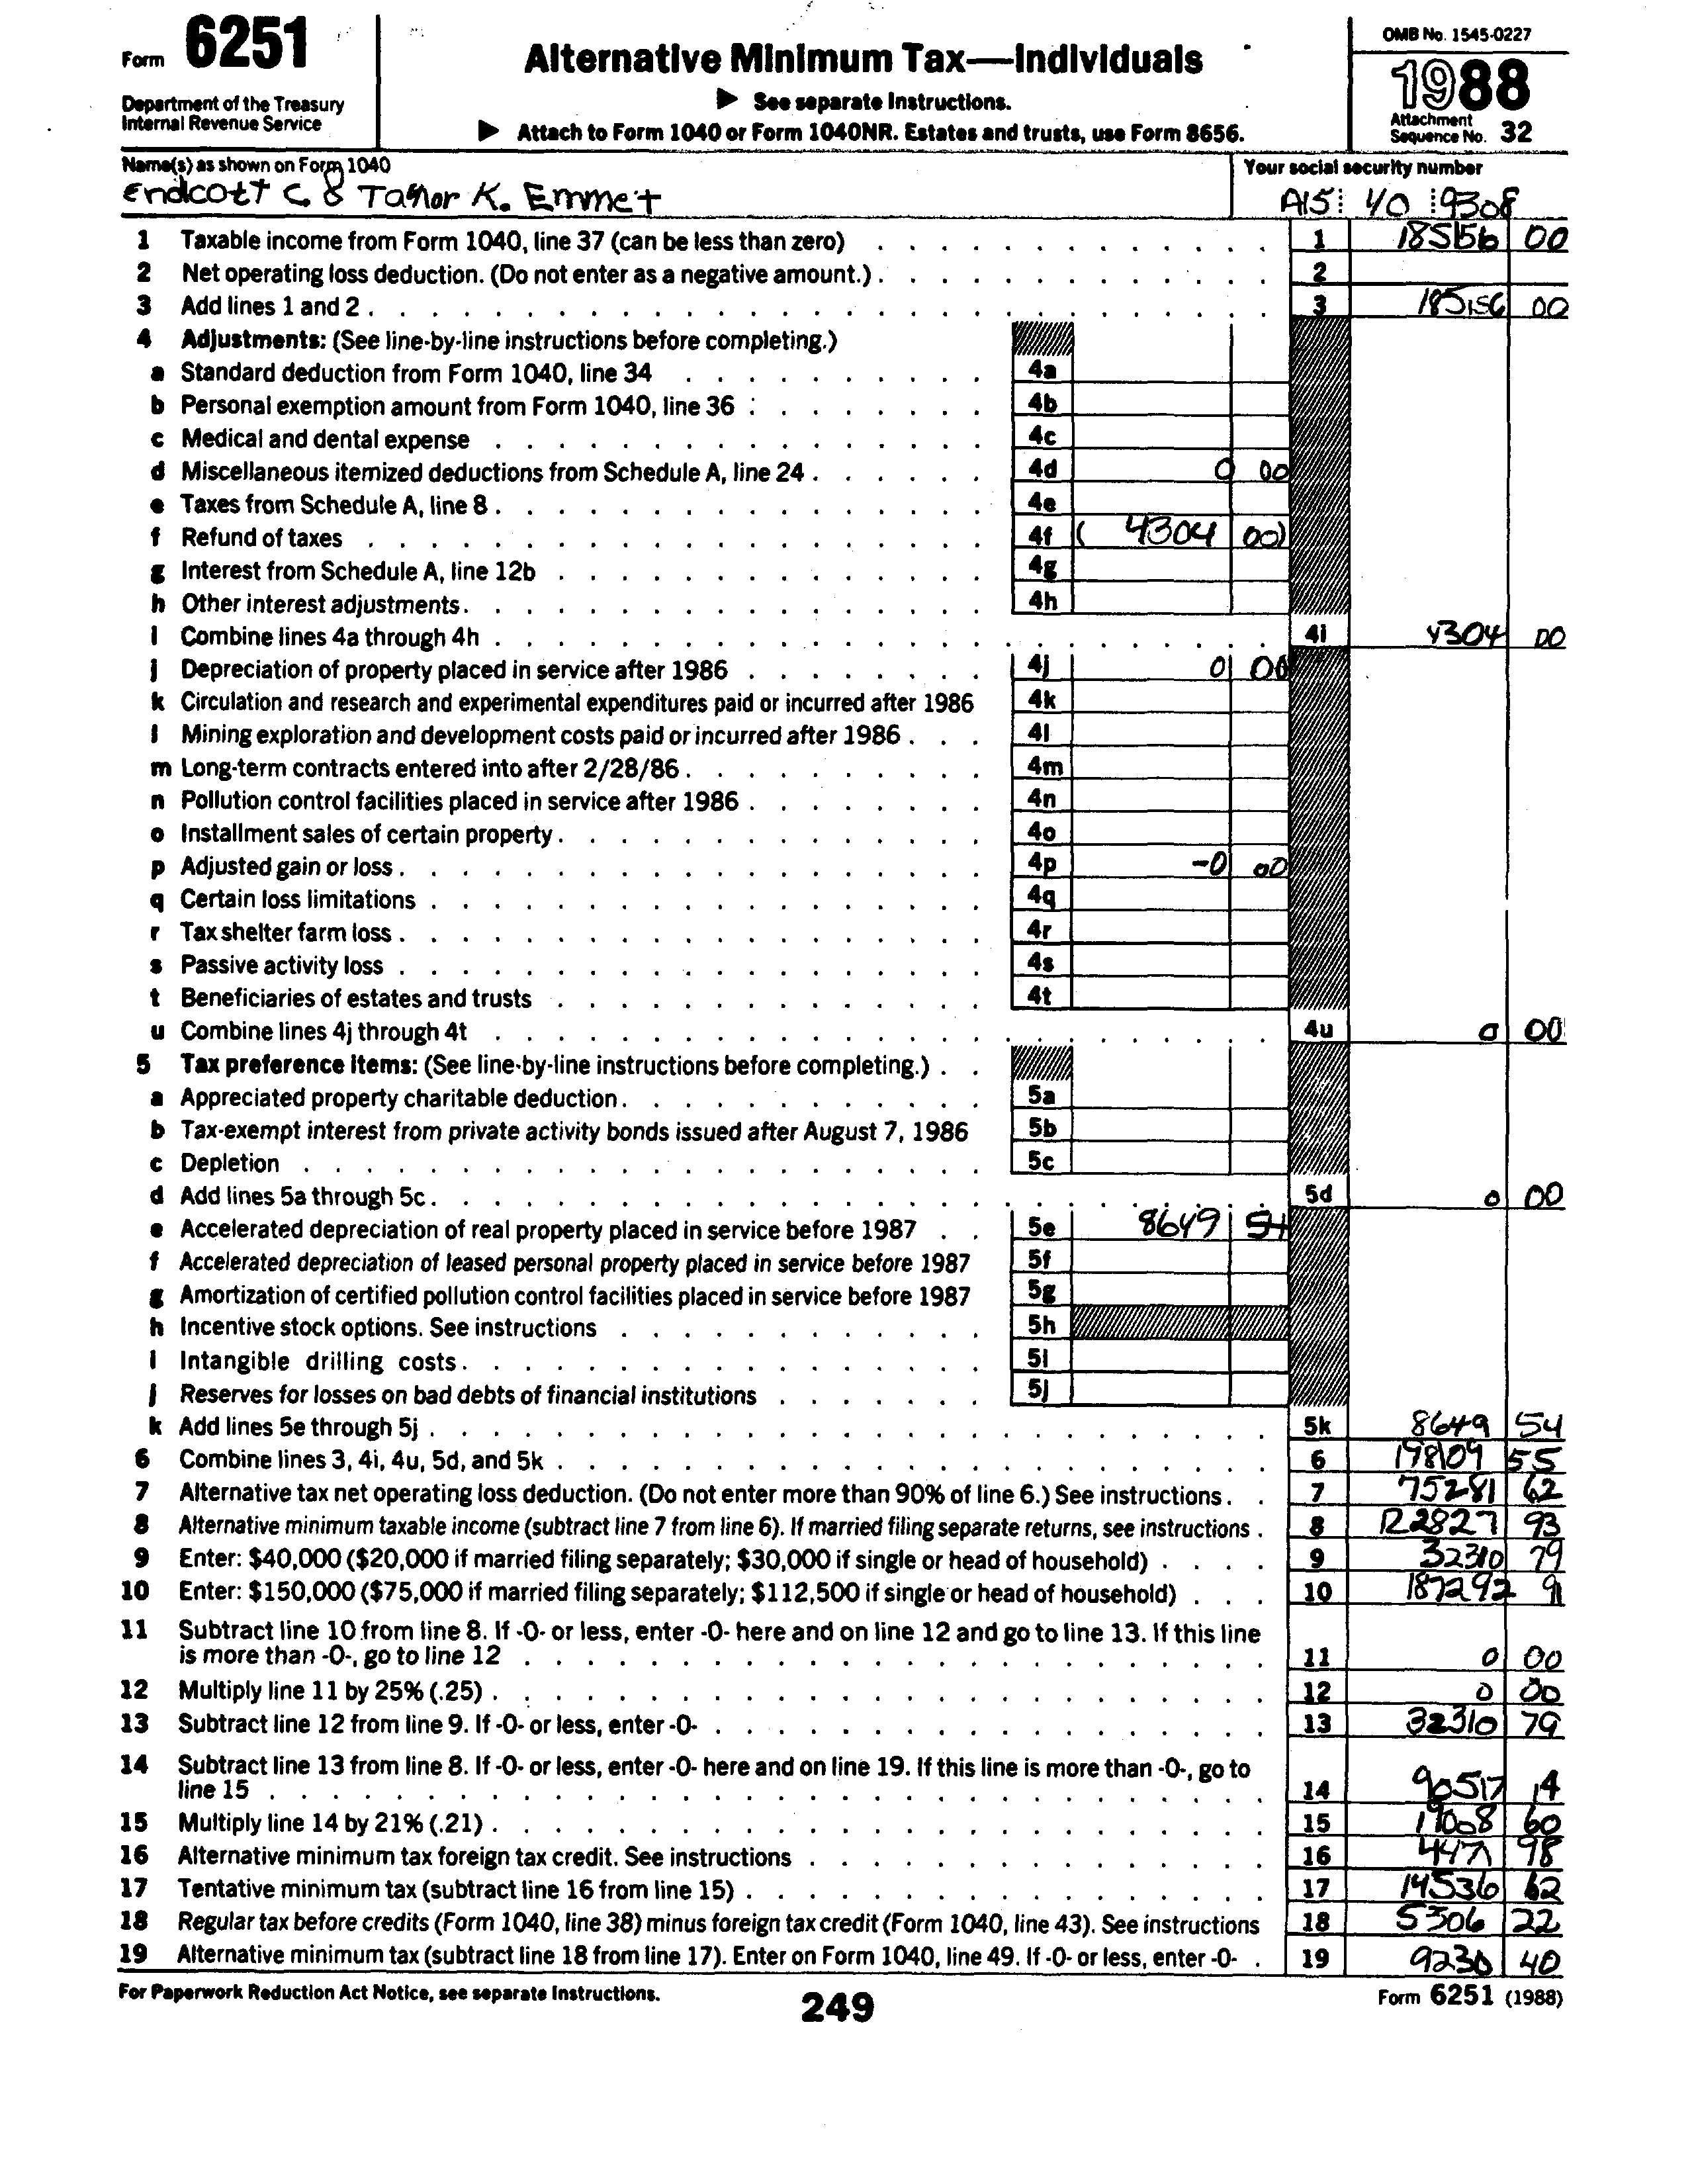 Form 6251
Department of the Treasury
Internal Revenue Service
Alternative Minimum Tax—Individuals
▶ See separate Instructions.
▶ Attach to Form 1040 or Form 1040NR. Estates and trusts, use Form 8656.
OMB No. 1545-0227
1988
Attachment
Sequence No. 32
Name(s) as shown on Form 1040
Your social security number
Endcott C. & Taylor K. Emmet
A15 40 9308
1 Taxable income from Form 1040, line 37 (can be less than zero) 1 185156 00
2 Net operating loss deduction. (Do not enter as a negative amount.) 2
3 Add lines 1 and 2 3 185156 00
4 Adjustments: (See line-by-line instructions before completing.)
a Standard deduction from Form 1040, line 34 4a
b Personal exemption amount from Form 1040, line 36 4b
c Medical and dental expense 4c
d Miscellaneous itemized deductions from Schedule A, line 24 4d 0 00
e Taxes from Schedule A, line 8 4e
f Refund of taxes 4f ( 4304 00)
g Interest from Schedule A, line 12b 4g
h Other interest adjustments 4h
i Combine lines 4a through 4h 4i 4304 00
j Depreciation of property placed in service after 1986 4j 0 00
k Circulation and research and experimental expenditures paid or incurred after 1986 4k
l Mining exploration and development costs paid or incurred after 1986 4l
m Long-term contracts entered into after 2/28/86 4m
n Pollution control facilities placed in service after 1986 4n
o Installment sales of certain property 4o
p Adjusted gain or loss 4p -0 00
q Certain loss limitations 4q
r Tax shelter farm loss 4r
s Passive activity loss 4s
t Beneficiaries of estates and trusts 4t
u Combine lines 4j through 4t 4u 0 00
5 Tax preference items: (See line-by-line instructions before completing.)
a Appreciated property charitable deduction 5a
b Tax-exempt interest from private activity bonds issued after August 7, 1986 5b
c Depletion 5c
d Add lines 5a through 5c 5d 0 00
e Accelerated depreciation of real property placed in service before 1987 5e 8649 54
f Accelerated depreciation of leased personal property placed in service before 1987 5f
g Amortization of certified pollution control facilities placed in service before 1987 5g
h Incentive stock options. See instructions 5h
i Intangible drilling costs 5i
j Reserves for losses on bad debts of financial institutions 5j
k Add lines 5e through 5j 5k 8649 54
6 Combine lines 3, 4i, 4u, 5d, and 5k 6 198109 55
7 Alternative tax net operating loss deduction. (Do not enter more than 90% of line 6.) See instructions 7 75281 62
8 Alternative minimum taxable income (subtract line 7 from line 6). If married filing separate returns, see instructions 8 122827 93
9 Enter: $40,000 ($20,000 if married filing separately; $30,000 if single or head of household) 9 32310 79
10 Enter: $150,000 ($75,000 if married filing separately; $112,500 if single or head of household) 10 187292 91
11 Subtract line 10 from line 8. If -0- or less, enter -0- here and on line 12 and go to line 13. If this line
is more than -0-, go to line 12 11 0 00
12 Multiply line 11 by 25% (.25) 12 0 00
13 Subtract line 12 from line 9. If -0- or less, enter -0- 13 32310 79
14 Subtract line 13 from line 8. If -0- or less, enter -0- here and on line 19. If this line is more than -0-, go to
line 15 14 90517 14
15 Multiply line 14 by 21% (.21) 15 19008 60
16 Alternative minimum tax foreign tax credit. See instructions 16 4471 98
17 Tentative minimum tax (subtract line 16 from line 15) 17 14536 62
18 Regular tax before credits (Form 1040, line 38) minus foreign tax credit (Form 1040, line 43). See instructions 18 5306 22
19 Alternative minimum tax (subtract line 18 from line 17). Enter on Form 1040, line 49. If -0- or less, enter -0- 19 9230 40
For Paperwork Reduction Act Notice, see separate Instructions.
249
Form 6251 (1988)